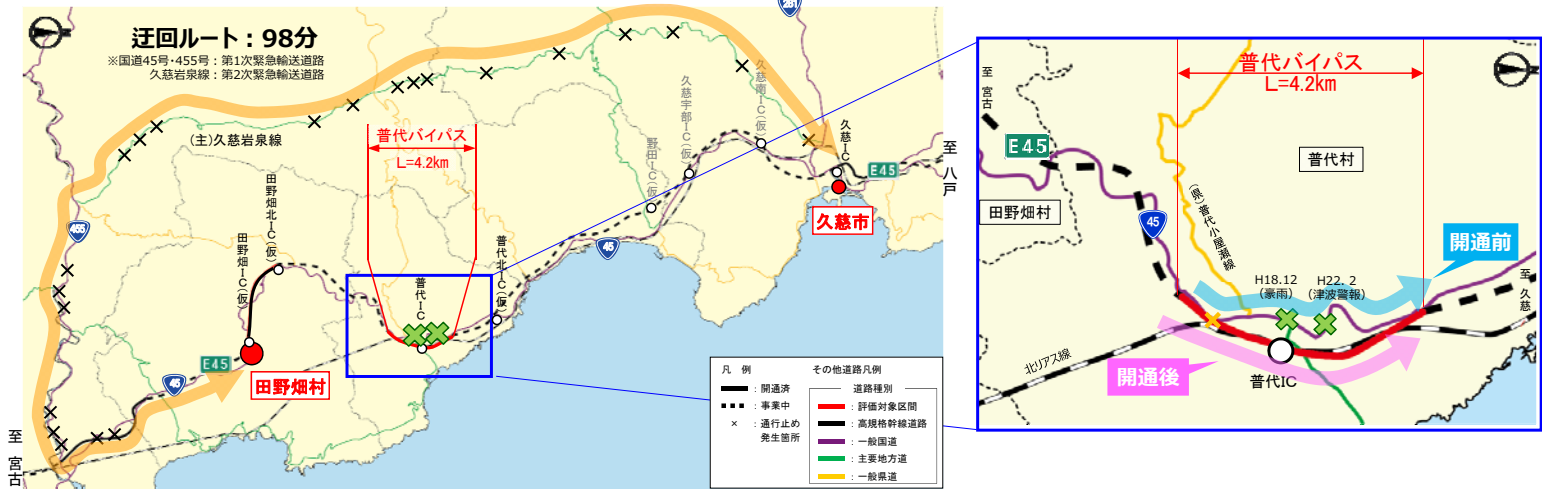 迂回ルート：98分
※国道45号・455号：第1次緊急輸送道路
久慈岩泉線：第2次緊急輸送道路
281
(主)久慈岩泉線
普代バイパス
L=4.2km
455
田野畑北IC(仮)
田野畑IC(仮)
普代IC
普代北IC(仮)
野田IC(仮)
久慈宇部IC(仮)
久慈南IC(仮)
久慈IC
E45
至 八戸
久慈市
45
E45
45
田野畑村
至 宮古
凡 例
：開通済
：事業中
×：通行止め
発生箇所
その他道路凡例
道路種別
：評価対象区間
：高規格幹線道路
：一般国道
：主要地方道
：一般県道
普代バイパス
L=4.2km
至 宮古
E45
普代村
田野畑村
45
(県)普代小屋瀬線
開通前
H18.12
(豪雨)
H22.2
(津波警報)
至 久慈
北リアス線
開通後
普代IC